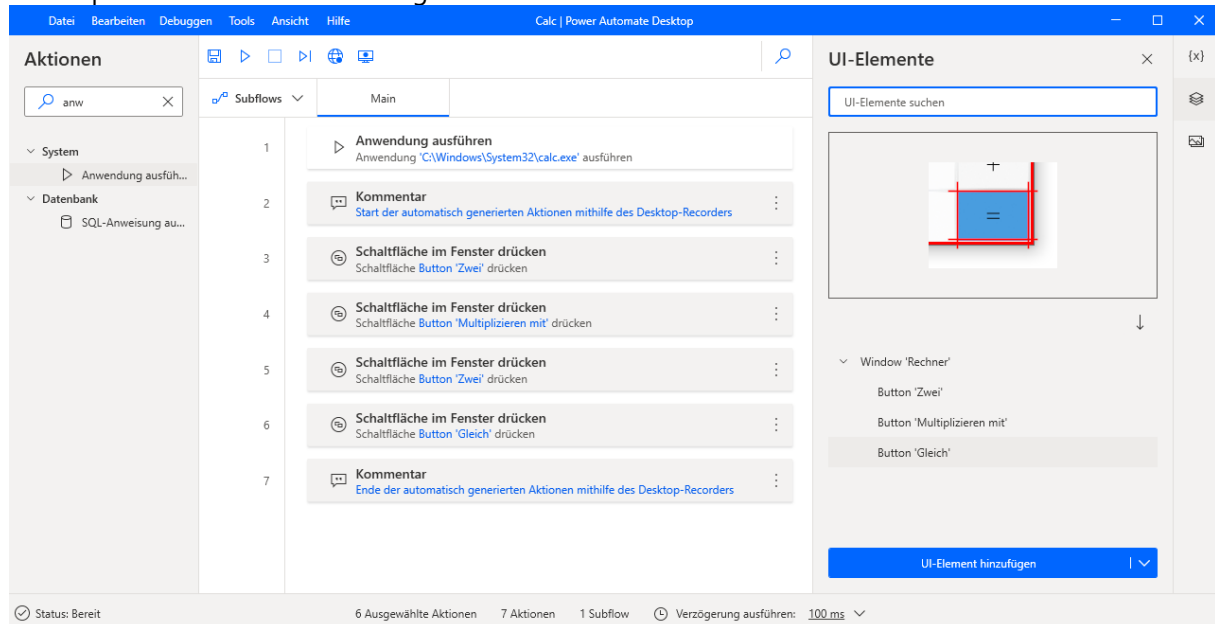 Datei Bearbeiten Debuggen Tools Ansicht Hilfe Calc | Power Automate Desktop
Aktionen
anw
System
Anwendung ausfüh...
Datenbank
SQL-Anweisung au...
Subflows Main
1 Anwendung ausführen
Anwendung 'C:\Windows\System32\calc.exe' ausführen
2 Kommentar
Start der automatisch generierten Aktionen mithilfe des Desktop-Recorders
3 Schaltfläche im Fenster drücken
Schaltfläche Button 'Zwei' drücken
4 Schaltfläche im Fenster drücken
Schaltfläche Button 'Multiplizieren mit' drücken
5 Schaltfläche im Fenster drücken
Schaltfläche Button 'Zwei' drücken
6 Schaltfläche im Fenster drücken
Schaltfläche Button 'Gleich' drücken
7 Kommentar
Ende der automatisch generierten Aktionen mithilfe des Desktop-Recorders
UI-Elemente
{x}
UI-Elemente suchen
+
=
Window 'Rechner'
Button 'Zwei'
Button 'Multiplizieren mit'
Button 'Gleich'
UI-Element hinzufügen
Status: Bereit 6 Ausgewählte Aktionen 7 Aktionen 1 Subflow Verzögerung ausführen: 100 ms